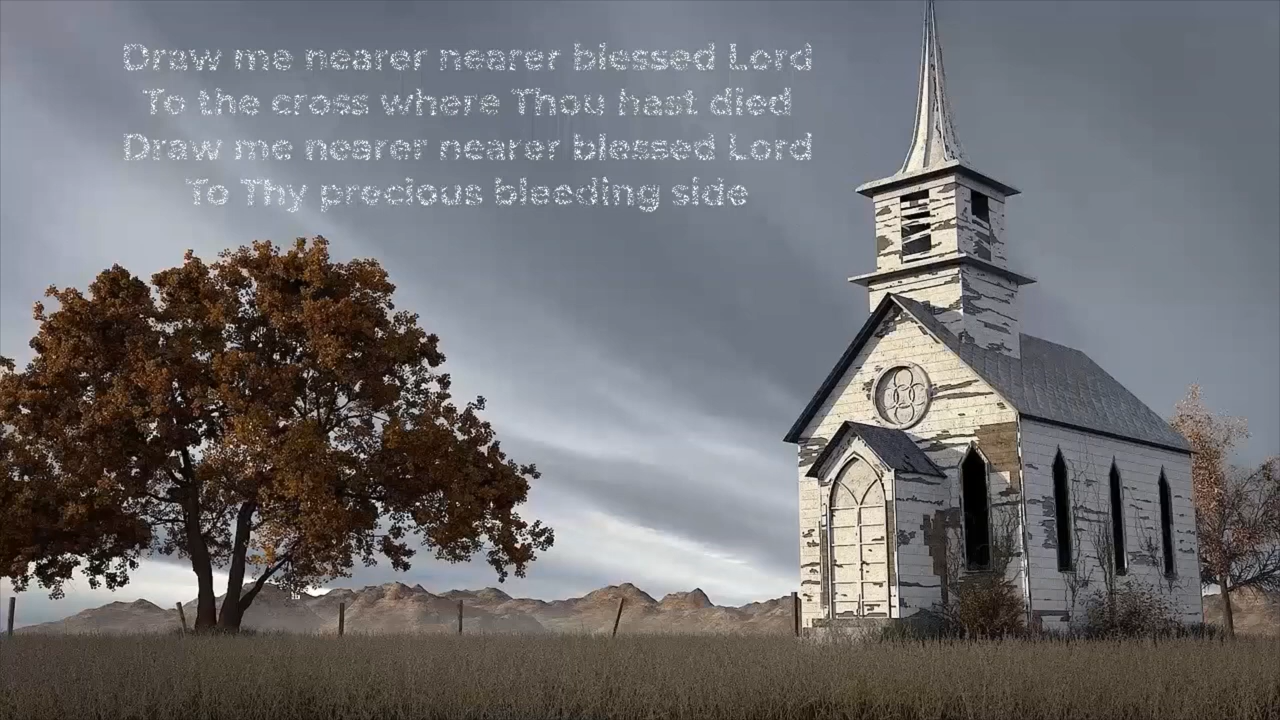 Draw me nearer nearer blessed Lord
To the cross where Thou hast died
Draw me nearer nearer blessed Lord
To Thy precious bleeding side